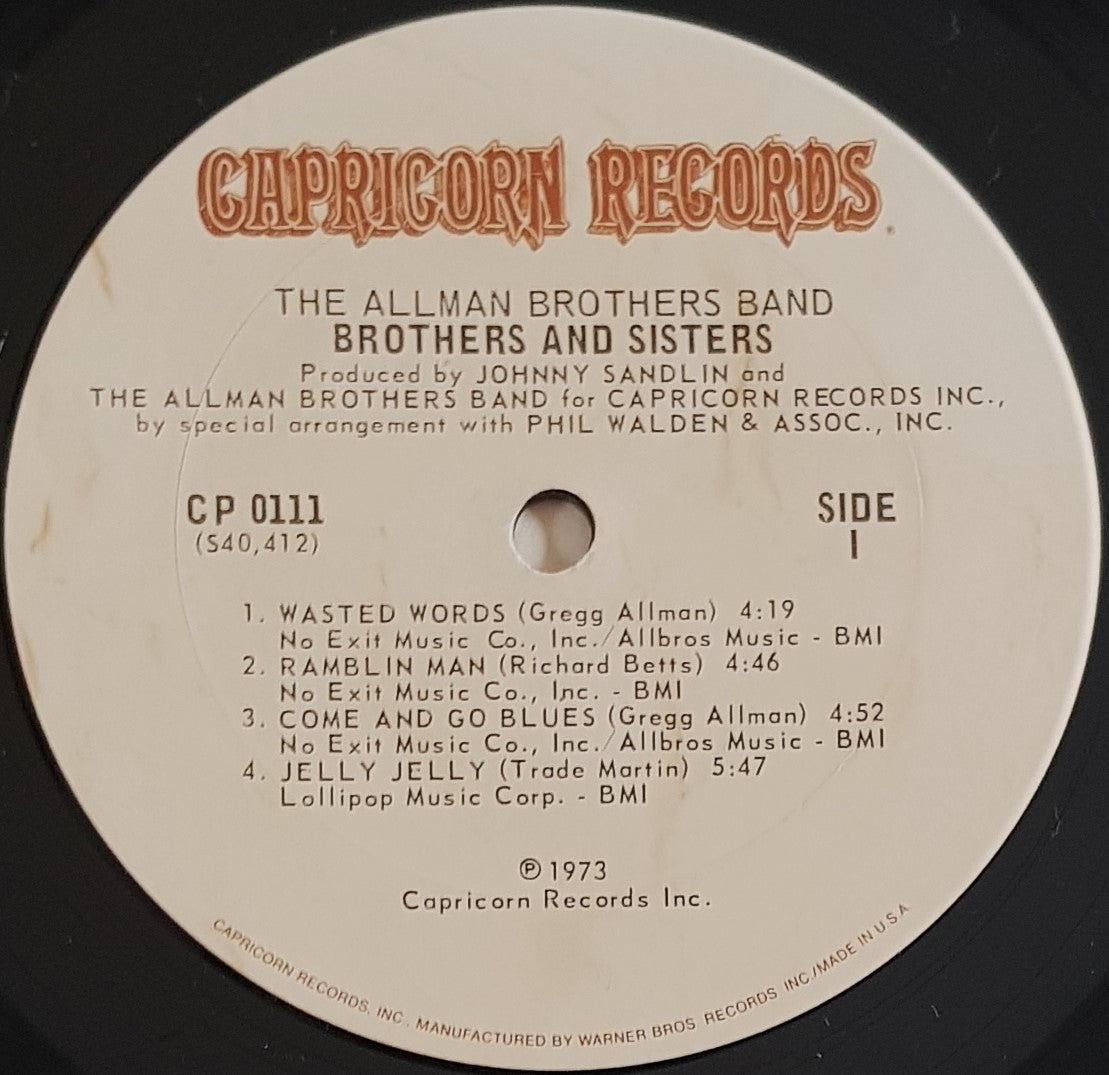 CAPRICORN RECORDS
THE ALLMAN BROTHERS BAND
BROTHERS AND SISTERS
Produced by JOHNNY SANDLIN and
THE ALLMAN BROTHERS BAND for CAPRICORN RECORDS INC.,
by special arrangement with PHIL WALDEN & ASSOC., INC.
CP 0111
(S40,412)
SIDE
1
1. WASTED WORDS (Gregg Allman) 4:19
No Exit Music Co., Inc./Allbros Music - BMI
2. RAMBLIN MAN (Richard Betts) 4:46
No Exit Music Co., Inc. - BMI
3. COME AND GO BLUES (Gregg Allman) 4:52
No Exit Music Co., Inc./Allbros Music - BMI
4. JELLY JELLY (Trade Martin) 5:47
Lollipop Music Corp. - BMI
℗ 1973
Capricorn Records Inc.
CAPRICORN RECORDS, INC., MANUFACTURED BY WARNER BROS. RECORDS INC./MADE IN U.S.A.